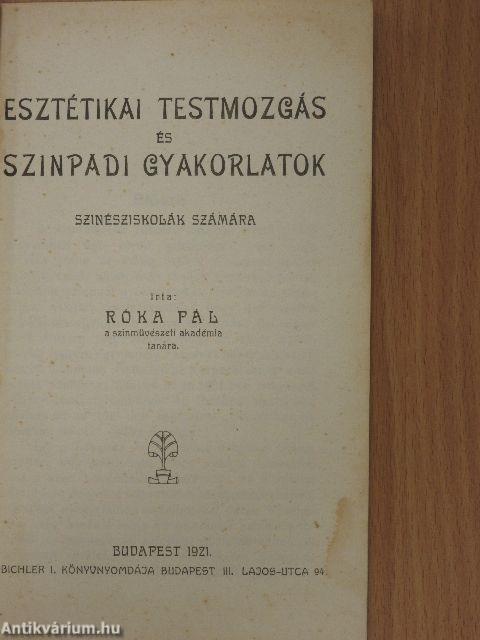 ESZTÉTIKAI TESTMOZGÁS
ÉS
SZINPADI GYAKORLATOK
SZINÉSZISKOLÁK SZÁMÁRA
Irta:
RÓKA PÁL
a szinművészeti akadémia
tanára.
BUDAPEST 1921.
BICHLER I. KÖNYVNYOMDÁJA BUDAPEST III. LAJOS-UTCA 94.
Antikvárium.hu